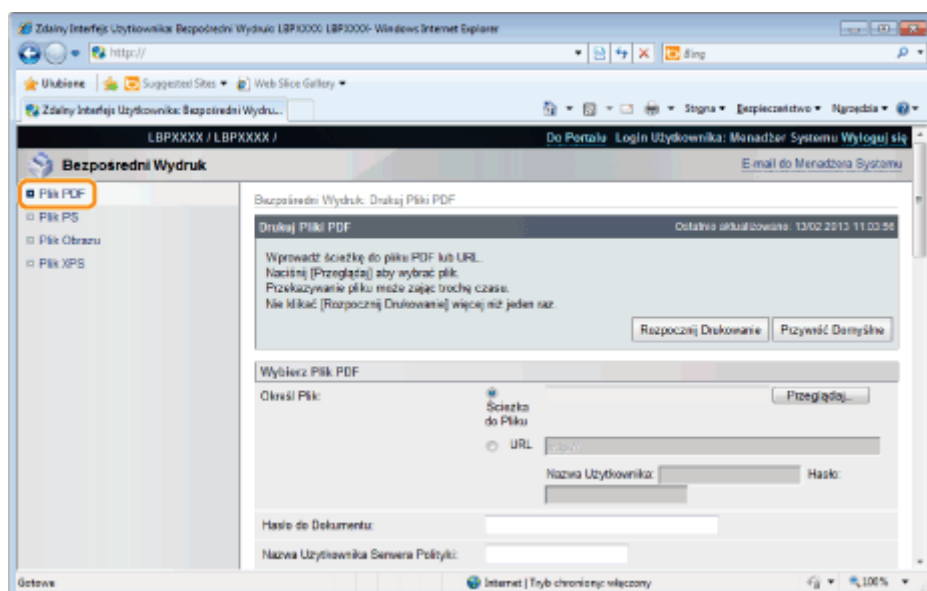 Zdalny Interfejs Użytkownika: Bezpośredni Wydruk: LBPXXXX: LBPXXXX - Windows Internet Explorer
http://
Bing
Ulubione Suggested Sites Web Slice Gallery
Zdalny Interfejs Użytkownika: Bezpośredni Wydru...
Strona Bezpieczeństwo Narzędzia
LBPXXXX / LBPXXXX /
Do Portalu Login Użytkownika: Menadżer Systemu Wyloguj się
Bezpośredni Wydruk
E-mail do Menadżera Systemu
Plik PDF
Plik PS
Plik Obrazu
Plik XPS
Bezpośredni Wydruk: Drukuj Pliki PDF
Drukuj Pliki PDF
Ostatnio aktualizowano: 13/02 2013 11:03:56
Wprowadź ścieżkę do pliku PDF lub URL.
Naciśnij [Przeglądaj] aby wybrać plik.
Przekazywanie pliku może zająć trochę czase.
Nie klikać [Rozpocznij Drukowanie] więcej niż jeden raz.
Rozpocznij Drukowanie Przywróć Domyślne
Wybierz Plik PDF
Określ Plik:
Ścieżka
do Pliku
Przeglądaj...
URL
Nazwa Użytkownika: Hasło:
Hasło do Dokumentu:
Nazwa Użytkownika Serwera Polityki:
Gotowe
Internet | Tryb chroniony: włączony
100%